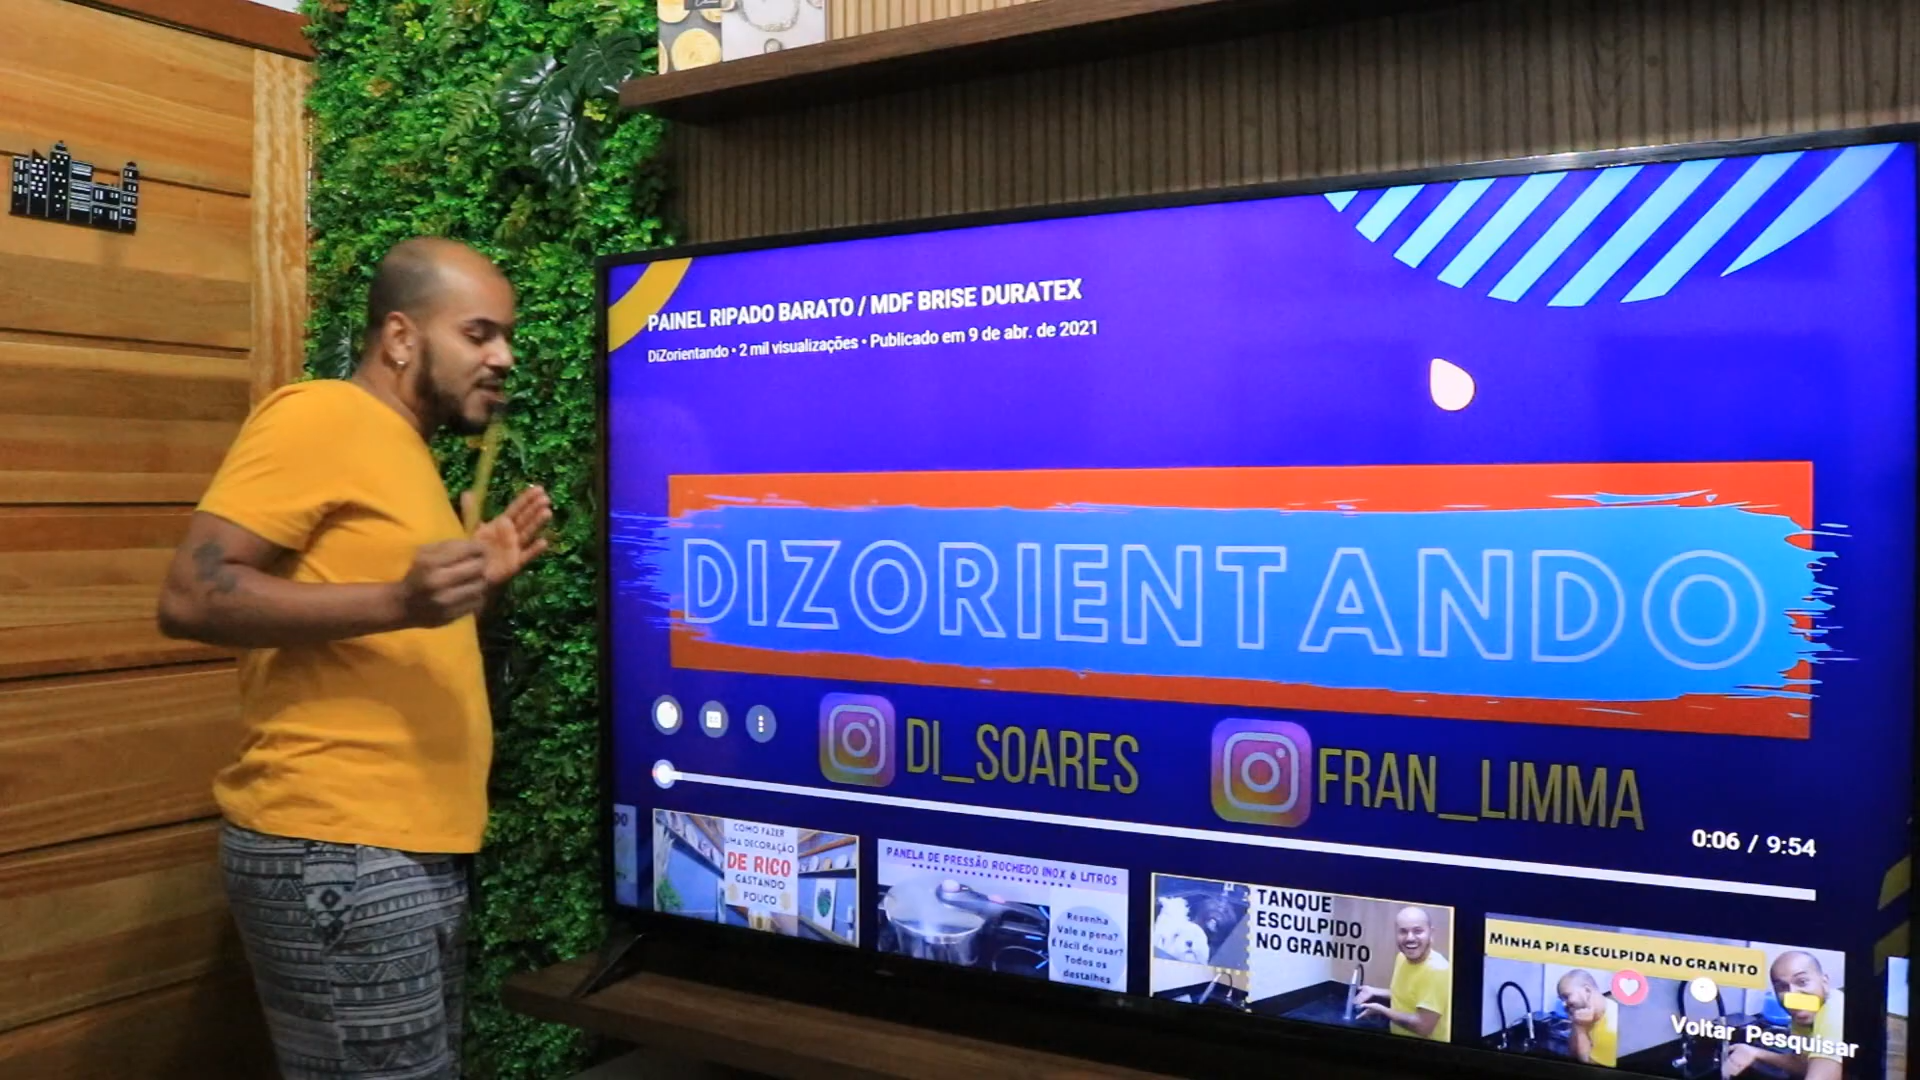 PAINEL RIPADO BARATO / MDF BRISE DURATEX
DiZorientando • 2 mil visualizações • Publicado em 9 de abr. de 2021
DIZORIENTANDO
DI_SOARES
FRAN_LIMMA
0:06 / 9:54
COMO FAZER
UMA DECORAÇÃO
DE RICO
GASTANDO
POUCO
PANELA DE PRESSÃO ROCHEDO INOX 6 LITROS
Resenha
Vale a pena?
É fácil de usar?
Todos os
detalhes
TANQUE
ESCULPIDO
NO GRANITO
MINHA PIA ESCULPIDA NO GRANITO
Voltar Pesquisar